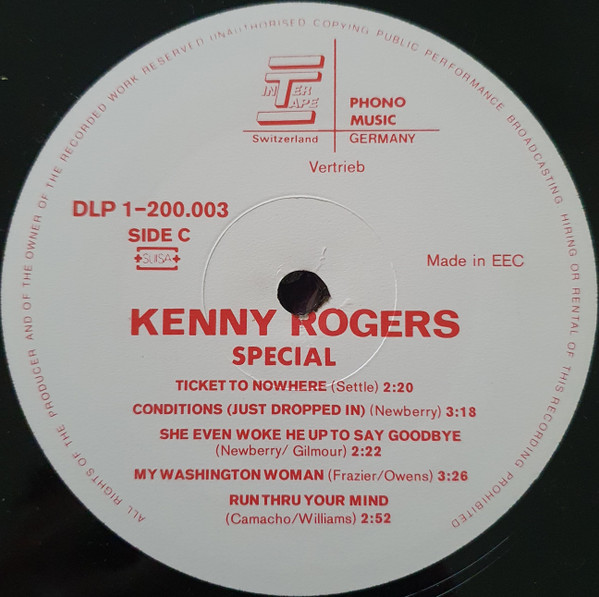 ALL RIGHTS OF THE PRODUCER AND OF THE OWNER OF THE RECORDED WORK RESERVED UNAUTHORISED COPYING PUBLIC PERFORMANCE BROADCASTING HIRING OR RENTAL OF THIS RECORDING PROHIBITED
INTER
TAPE
Switzerland
PHONO
MUSIC
GERMANY
Vertrieb
DLP 1-200.003
SIDE C
SUISA
Made in EEC
KENNY ROGERS
SPECIAL
TICKET TO NOWHERE (Settle) 2:20
CONDITIONS (JUST DROPPED IN) (Newberry) 3:18
SHE EVEN WOKE HE UP TO SAY GOODBYE
(Newberry/ Gilmour) 2:22
MY WASHINGTON WOMAN (Frazier/Owens) 3:26
RUN THRU YOUR MIND
(Camacho/Williams) 2:52